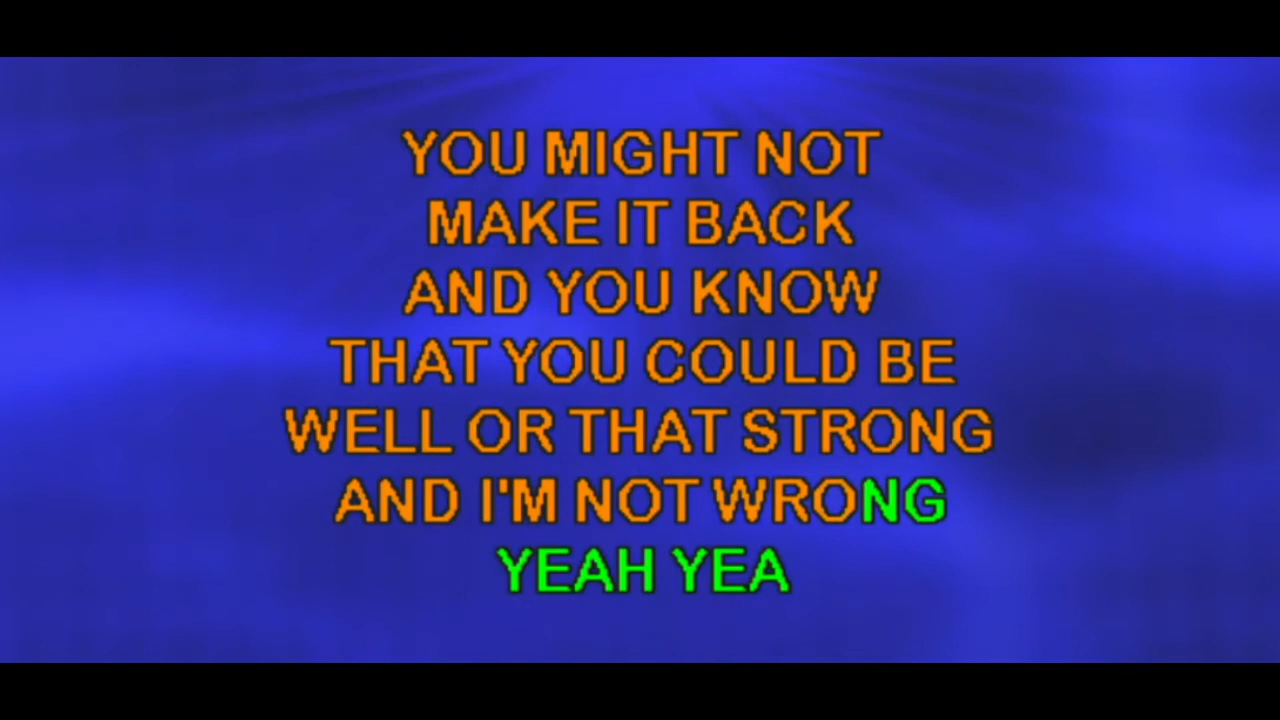 YOU MIGHT NOT
MAKE IT BACK
AND YOU KNOW
THAT YOU COULD BE
WELL OR THAT STRONG
AND I'M NOT WRONG
YEAH YEA